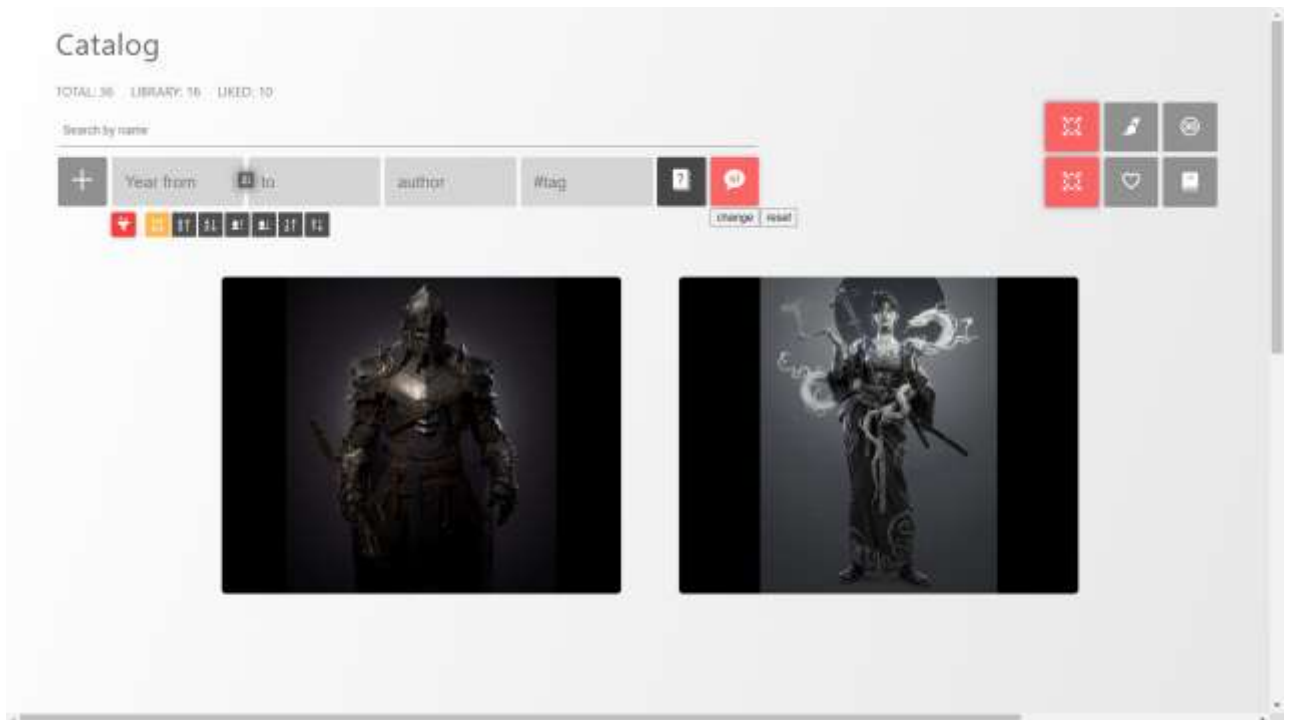 Catalog
TOTAL: 36 LIBRARY: 16 LIKED: 10
Search by name
Year from to author #tag
change reset